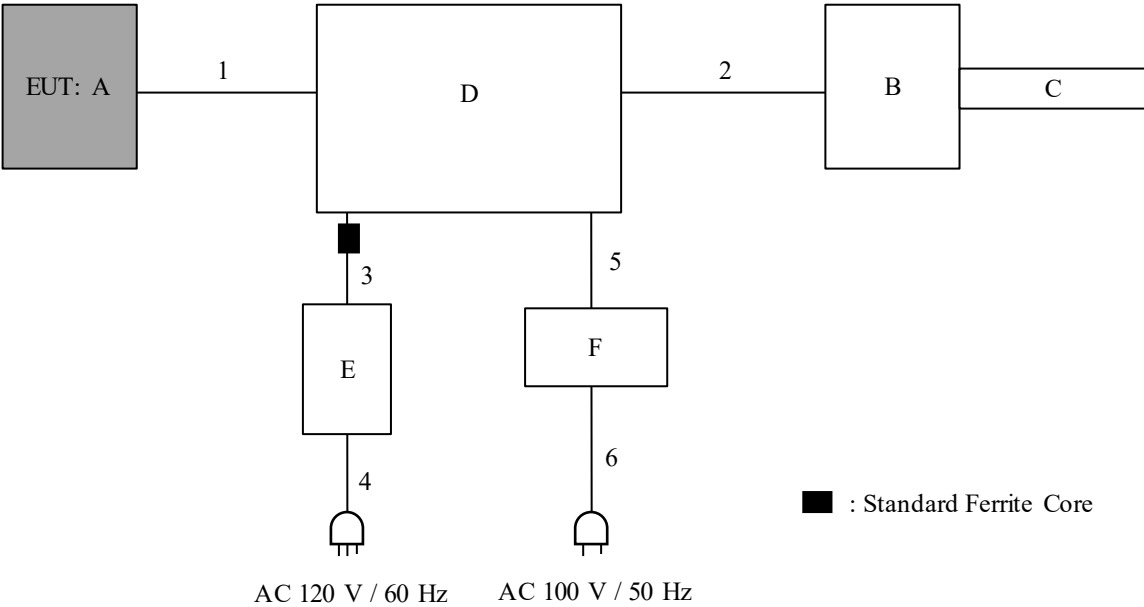 EUT: A
1
D
2
B
C
3
5
E
F
4
6
: Standard Ferrite Core
AC 120 V / 60 Hz
AC 100 V / 50 Hz